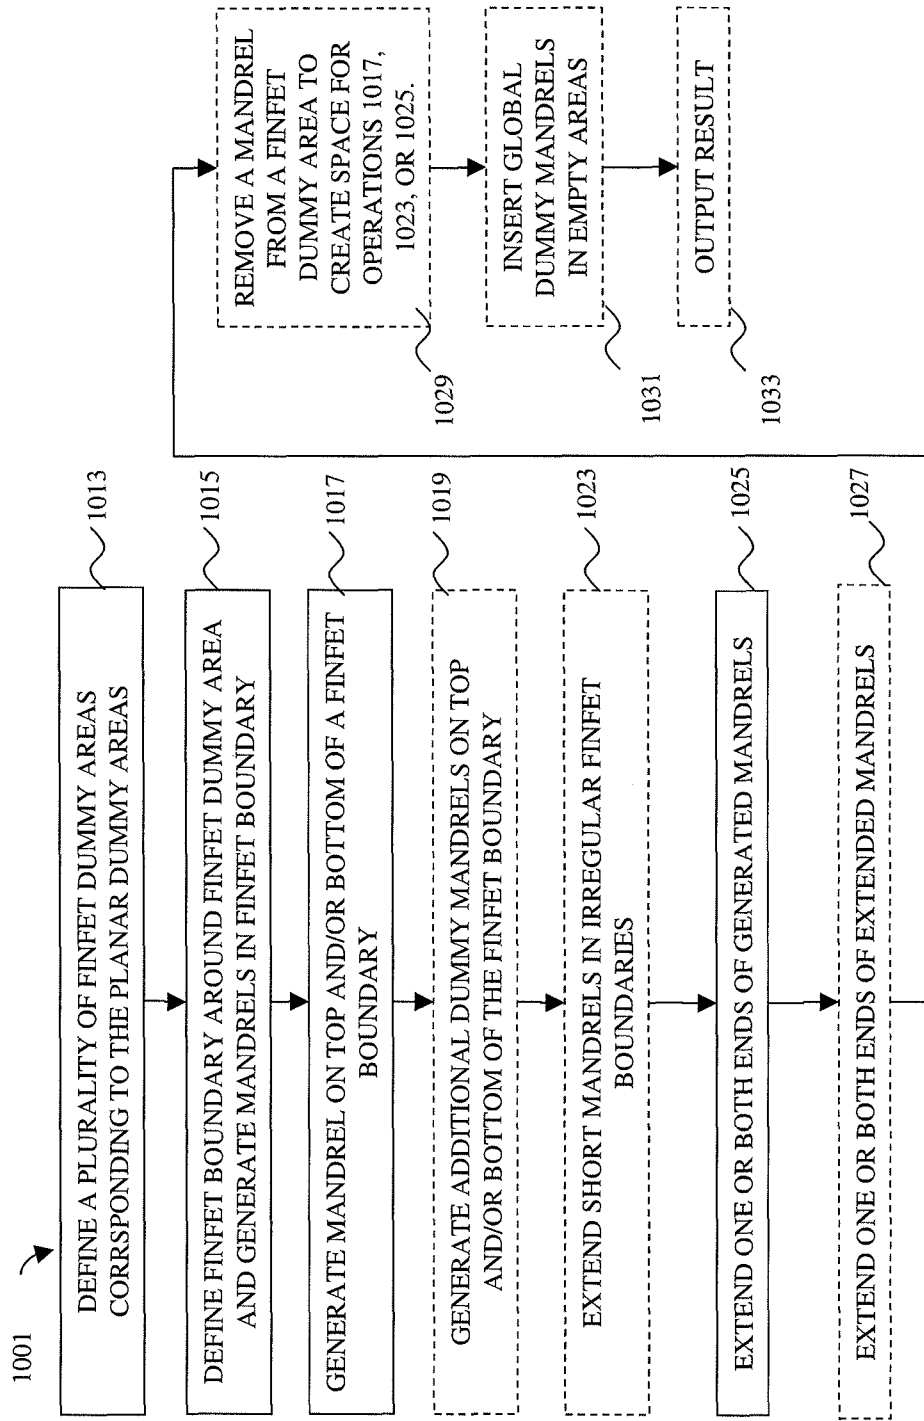 1001
DEFINE A PLURALITY OF FINFET DUMMY AREAS
CORRSPONDING TO THE PLANAR DUMMY AREAS
1013
DEFINE FINFET BOUNDARY AROUND FINFET DUMMY AREA
AND GENERATE MANDRELS IN FINFET BOUNDARY
1015
GENERATE MANDREL ON TOP AND/OR BOTTOM OF A FINFET
BOUNDARY
1017
GENERATE ADDITIONAL DUMMY MANDRELS ON TOP
AND/OR BOTTOM OF THE FINFET BOUNDARY
1019
EXTEND SHORT MANDRELS IN IRREGULAR FINFET
BOUNDARIES
1023
EXTEND ONE OR BOTH ENDS OF GENERATED MANDRELS
1025
EXTEND ONE OR BOTH ENDS OF EXTENDED MANDRELS
1027
REMOVE A MANDREL
FROM A FINFET
DUMMY AREA TO
CREATE SPACE FOR
OPERATIONS 1017,
1023, OR 1025.
1029
INSERT GLOBAL
DUMMY MANDRELS
IN EMPTY AREAS
1031
OUTPUT RESULT
1033